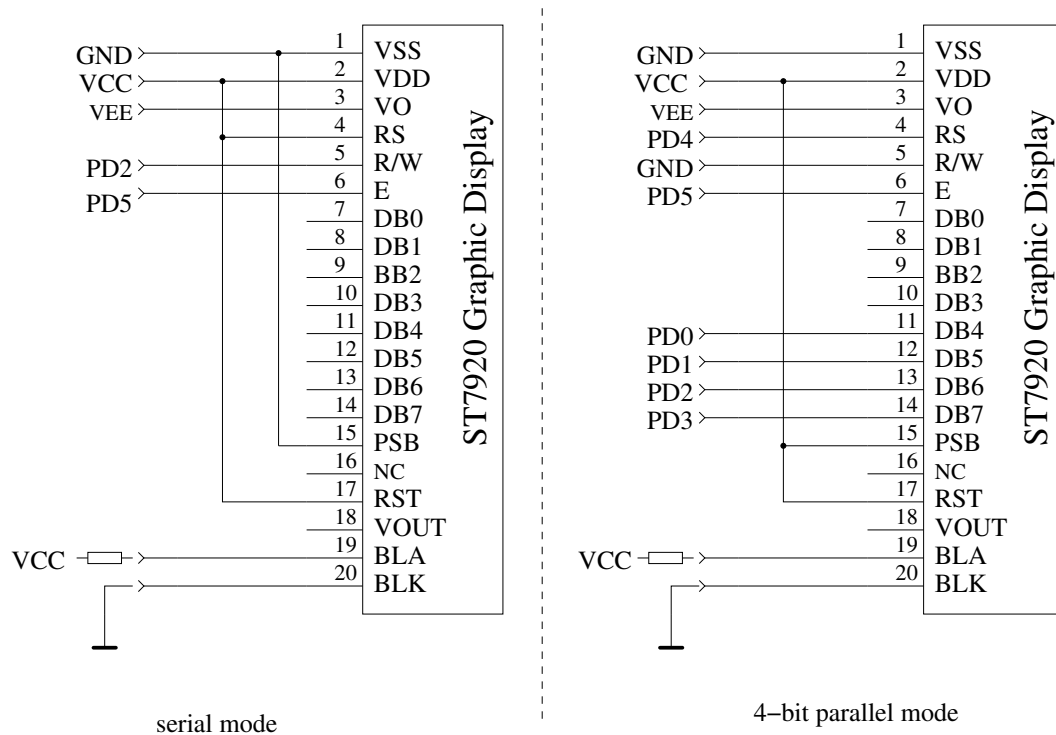 GND 1 VSS
VCC 2 VDD
VEE 3 VO
4 RS
PD2 5 R/W
PD5 6 E
7 DB0
8 DB1
9 BB2
10 DB3
11 DB4
12 DB5
13 DB6
14 DB7
15 PSB
16 NC
17 RST
18 VOUT
VCC 19 BLA
20 BLK
ST7920 Graphic Display
serial mode
GND 1 VSS
VCC 2 VDD
VEE 3 VO
PD4 4 RS
GND 5 R/W
PD5 6 E
7 DB0
8 DB1
9 BB2
10 DB3
PD0 11 DB4
PD1 12 DB5
PD2 13 DB6
PD3 14 DB7
15 PSB
16 NC
17 RST
18 VOUT
VCC 19 BLA
20 BLK
ST7920 Graphic Display
4−bit parallel mode